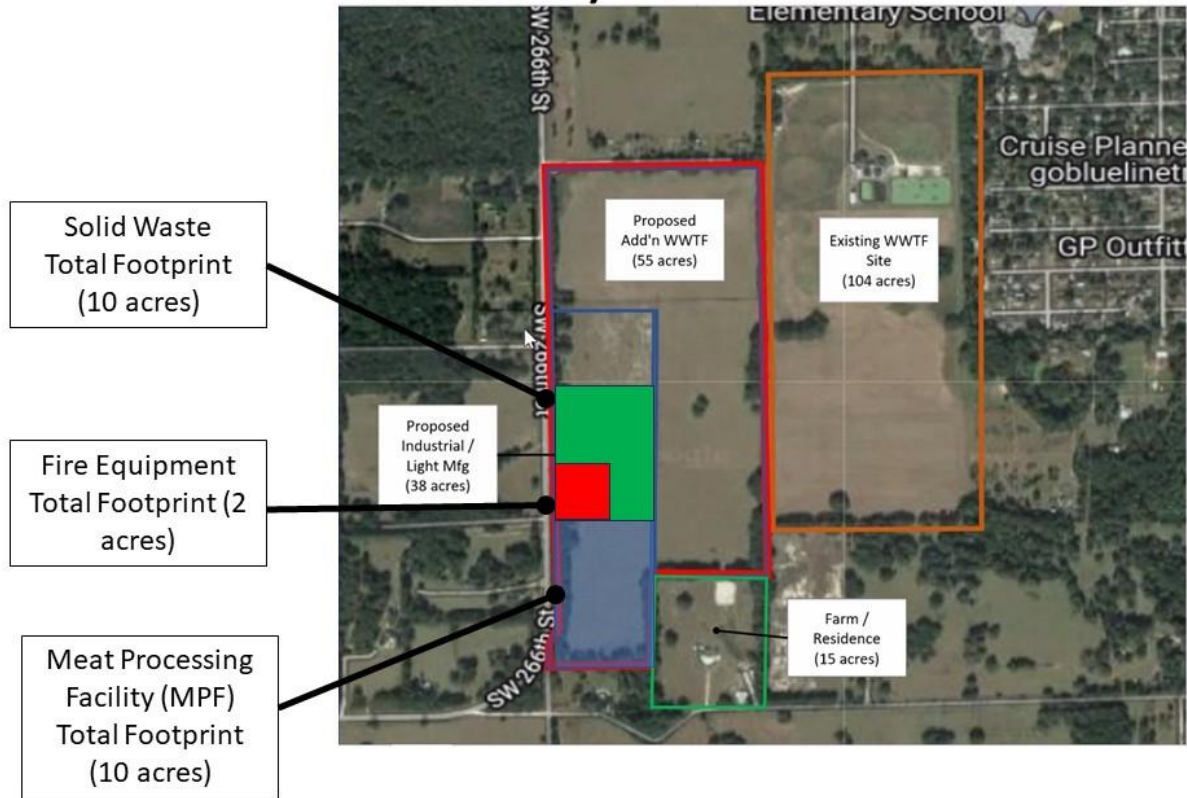 Elementary School
SW 266th St
Cruise Planne
gobluelinetr
GP Outfitt
Solid Waste
Total Footprint
(10 acres)
Proposed
Add'n WWTF
(55 acres)
Existing WWTF
Site
(104 acres)
Proposed
Industrial /
Light Mfg
(38 acres)
Fire Equipment
Total Footprint (2
acres)
Farm /
Residence
(15 acres)
SW 266th St
Meat Processing
Facility (MPF)
Total Footprint
(10 acres)